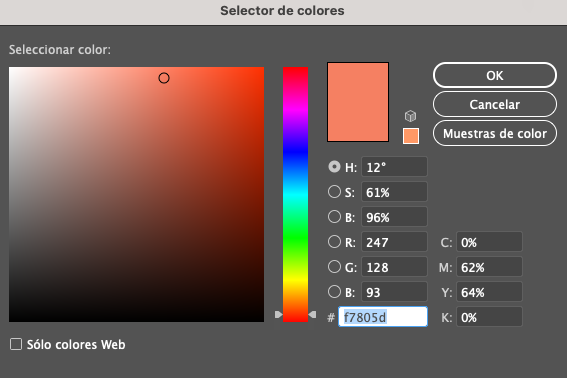 Selector de colores
Seleccionar color:
OK
Cancelar
Muestras de color
H: 12°
S: 61%
B: 96%
R: 247 C: 0%
G: 128 M: 62%
B: 93 Y: 64%
# f7805d K: 0%
Sólo colores Web